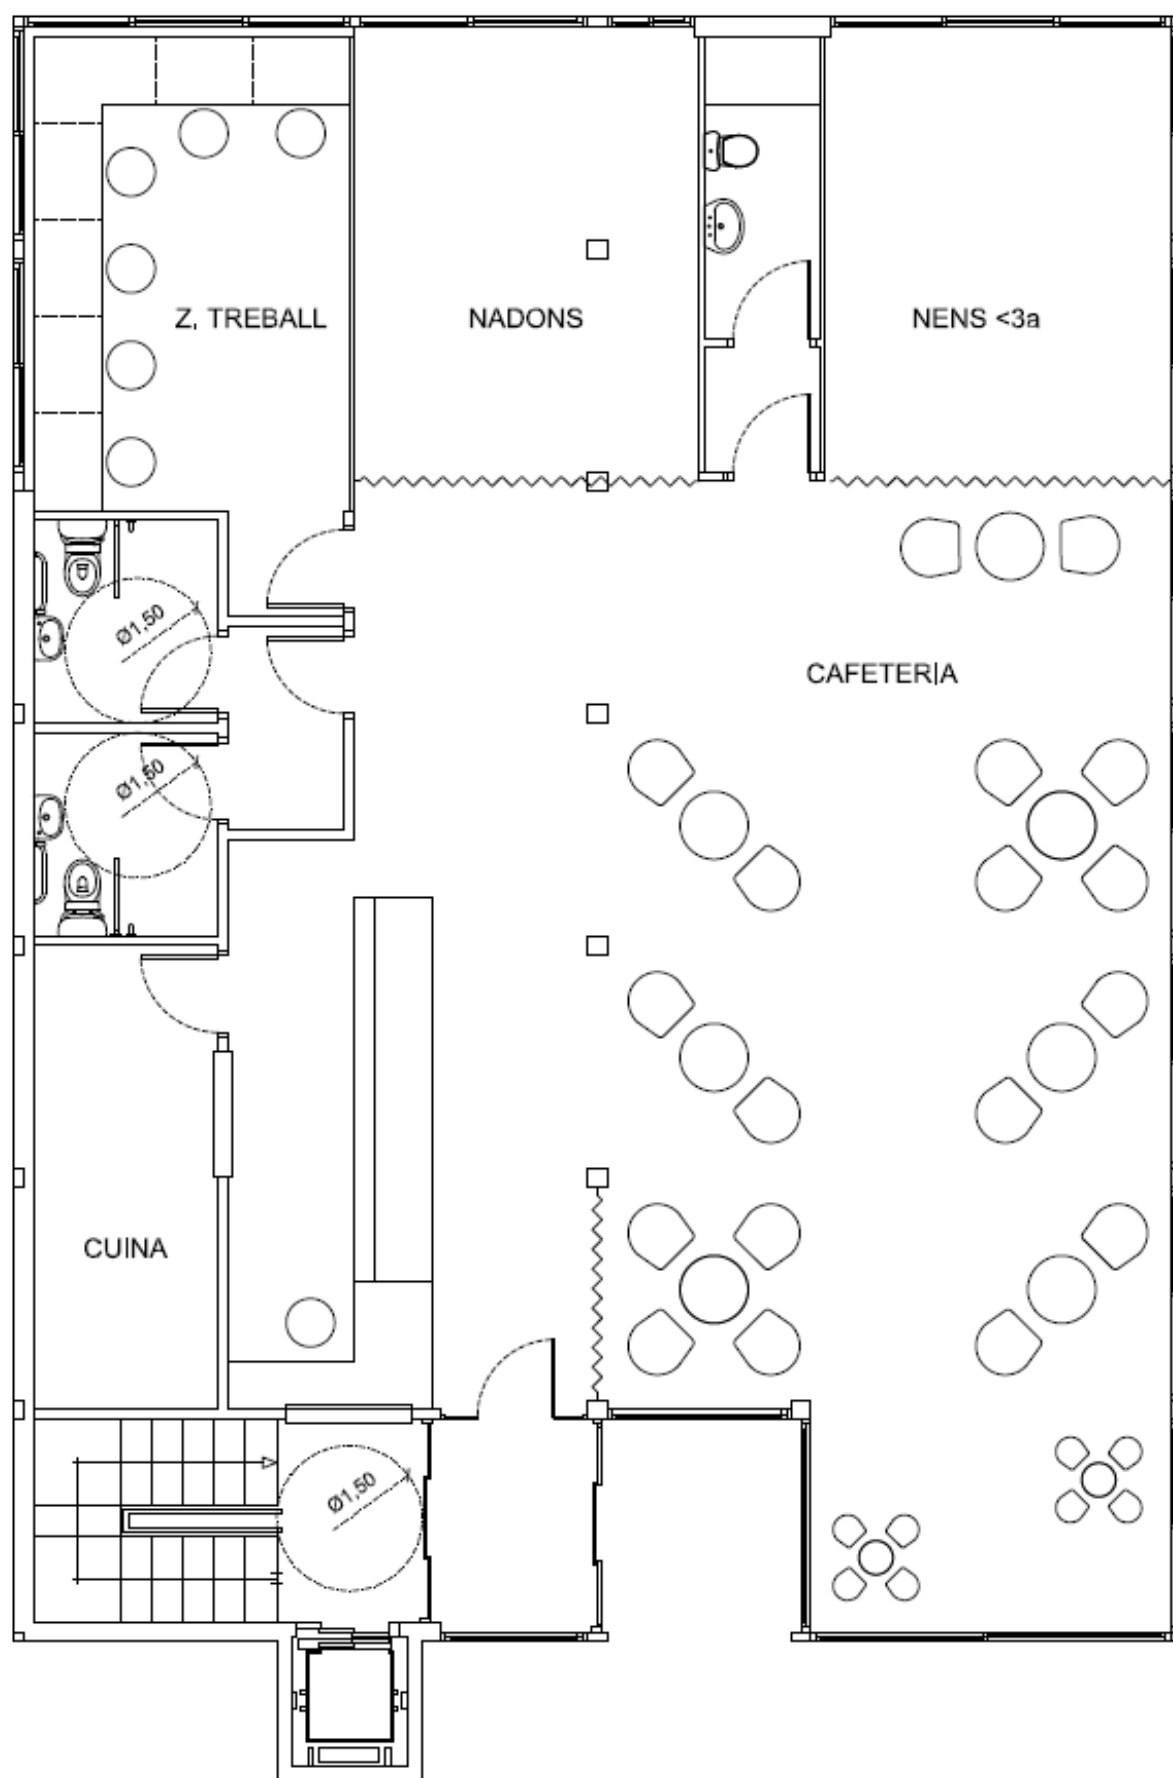 Z. TREBALL
NADONS
NENS <3a
Ø1,50
CAFETERIA
Ø1,50
CUINA
Ø1,50